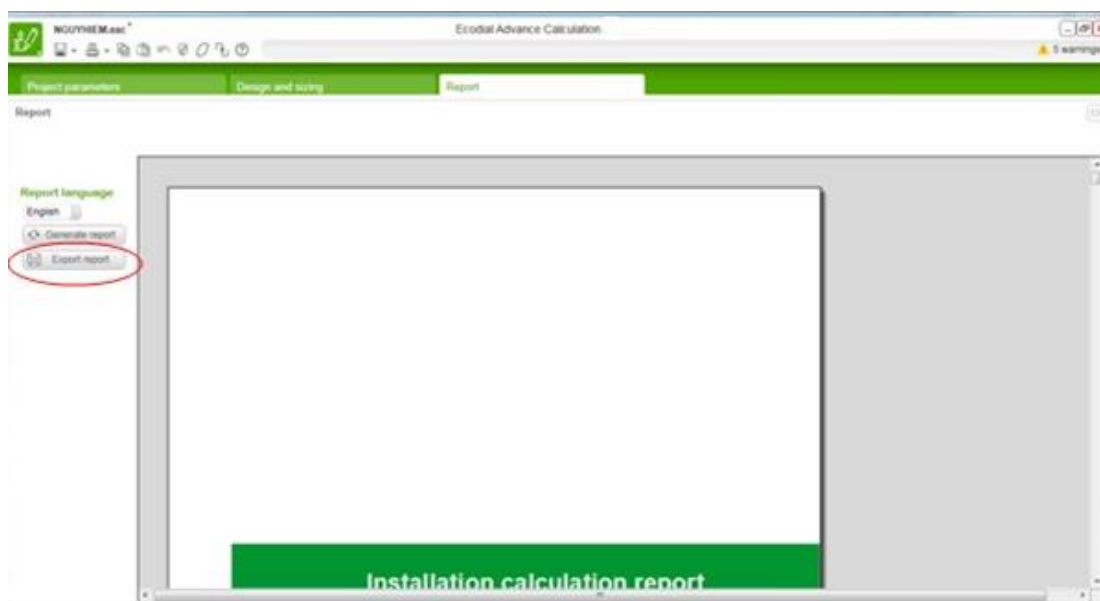 NGUYHIEM.eac*
Ecodial Advance Calculation
5 warnings
Project parameters
Design and sizing
Report
Report
Report language
English
Generate report
Export report
Installation calculation report